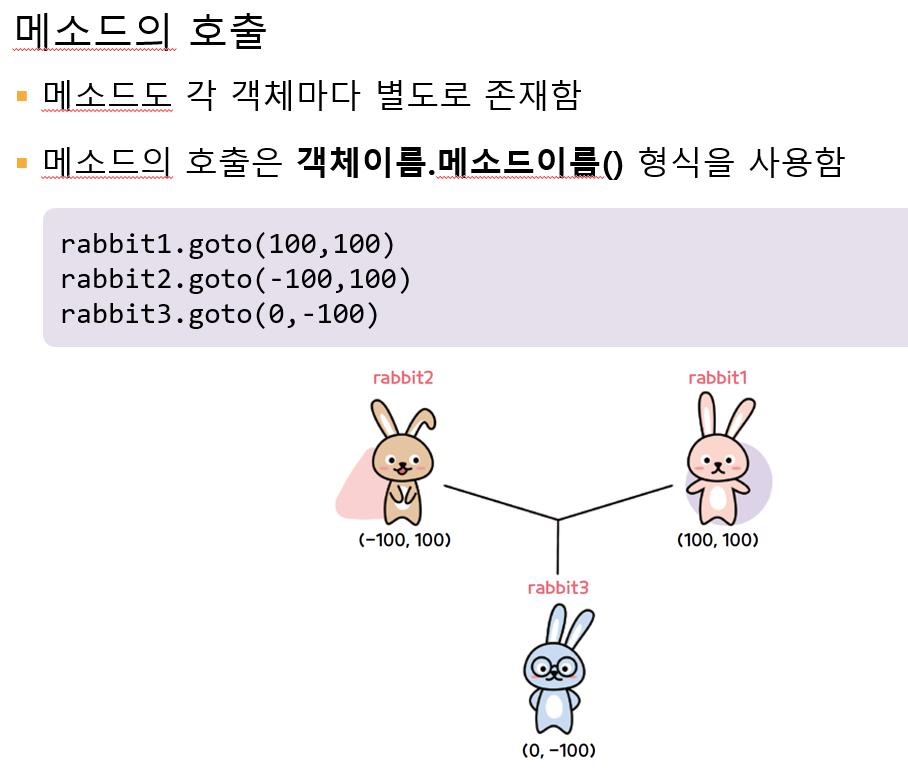 메소드의 호출
메소드도 각 객체마다 별도로 존재함
메소드의 호출은 객체이름.메소드이름() 형식을 사용함
rabbit1.goto(100,100)
rabbit2.goto(-100,100)
rabbit3.goto(0,-100)
rabbit2
rabbit1
(-100, 100)
(100, 100)
rabbit3
(0, -100)